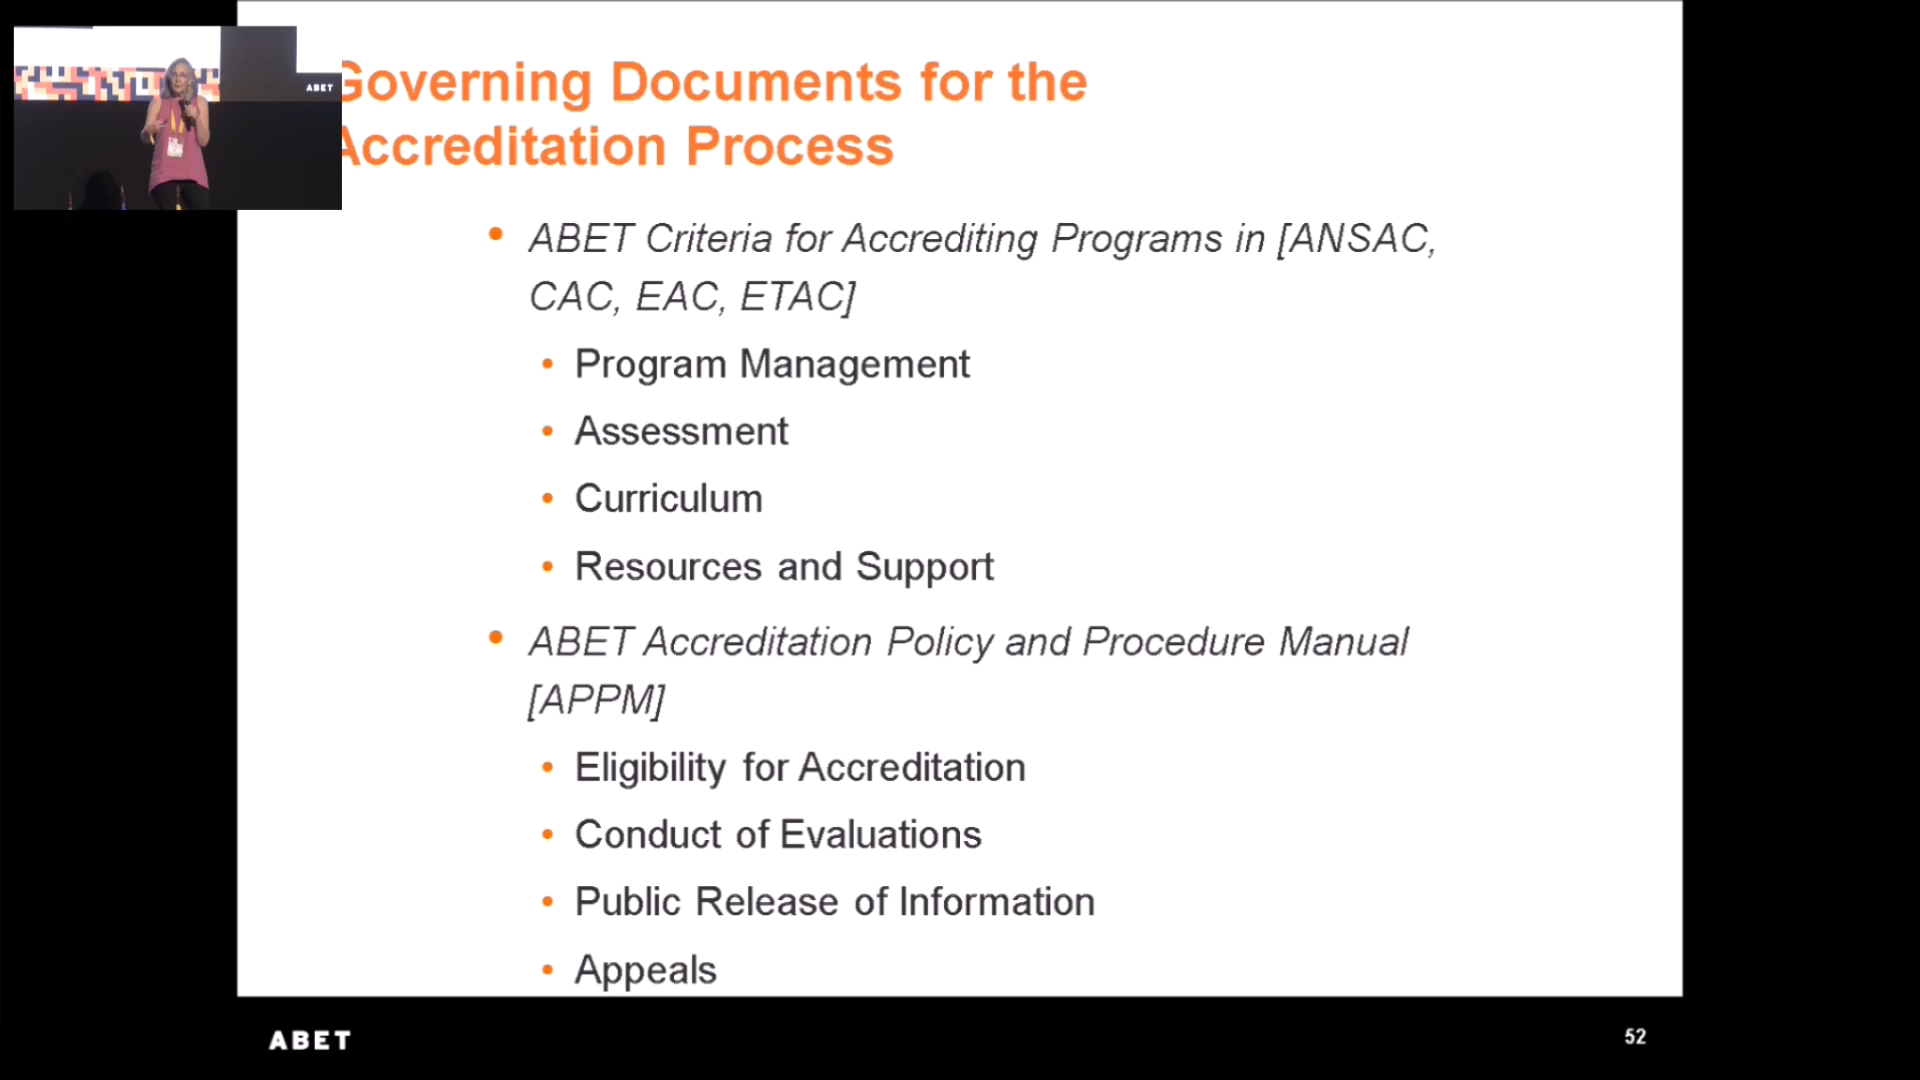 ABET
Governing Documents for the
Accreditation Process
• ABET Criteria for Accrediting Programs in [ANSAC,
CAC, EAC, ETAC]
• Program Management
• Assessment
• Curriculum
• Resources and Support
• ABET Accreditation Policy and Procedure Manual
[APPM]
• Eligibility for Accreditation
• Conduct of Evaluations
• Public Release of Information
• Appeals
ABET
52